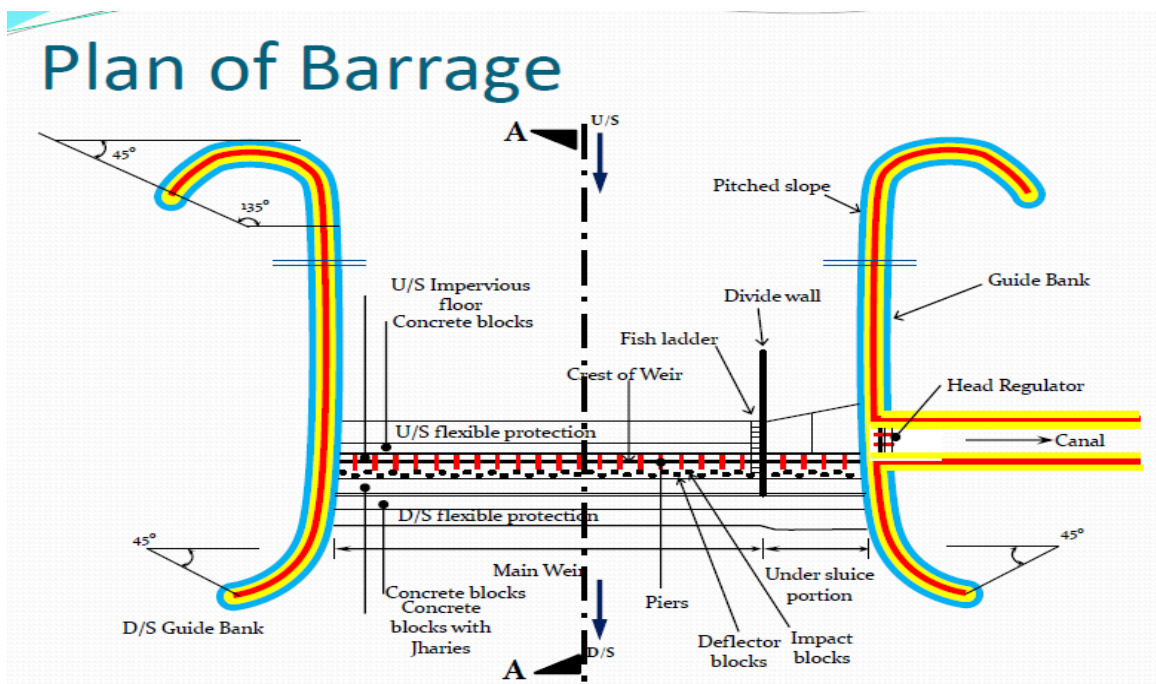 Plan of Barrage
A
U/S
45°
135°
Pitched slope
U/S Impervious
floor
Concrete blocks
Divide wall
Guide Bank
Fish ladder
Crest of Weir
Head Regulator
U/S flexible protection
Canal
D/S flexible protection
45°
45°
Main Weir
Under sluice
portion
Concrete blocks
Concrete
blocks with
Jharies
Piers
D/S Guide Bank
Deflector
blocks
Impact
blocks
A
D/S